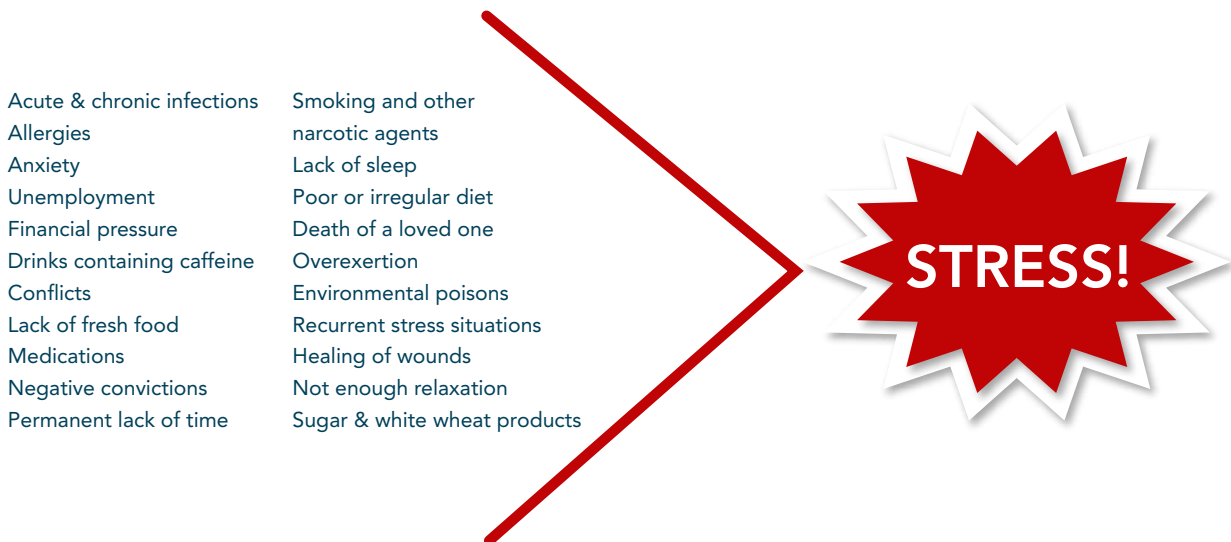 Acute & chronic infections
Allergies
Anxiety
Unemployment
Financial pressure
Drinks containing caffeine
Conflicts
Lack of fresh food
Medications
Negative convictions
Permanent lack of time
Smoking and other
narcotic agents
Lack of sleep
Poor or irregular diet
Death of a loved one
Overexertion
Environmental poisons
Recurrent stress situations
Healing of wounds
Not enough relaxation
Sugar & white wheat products
STRESS!